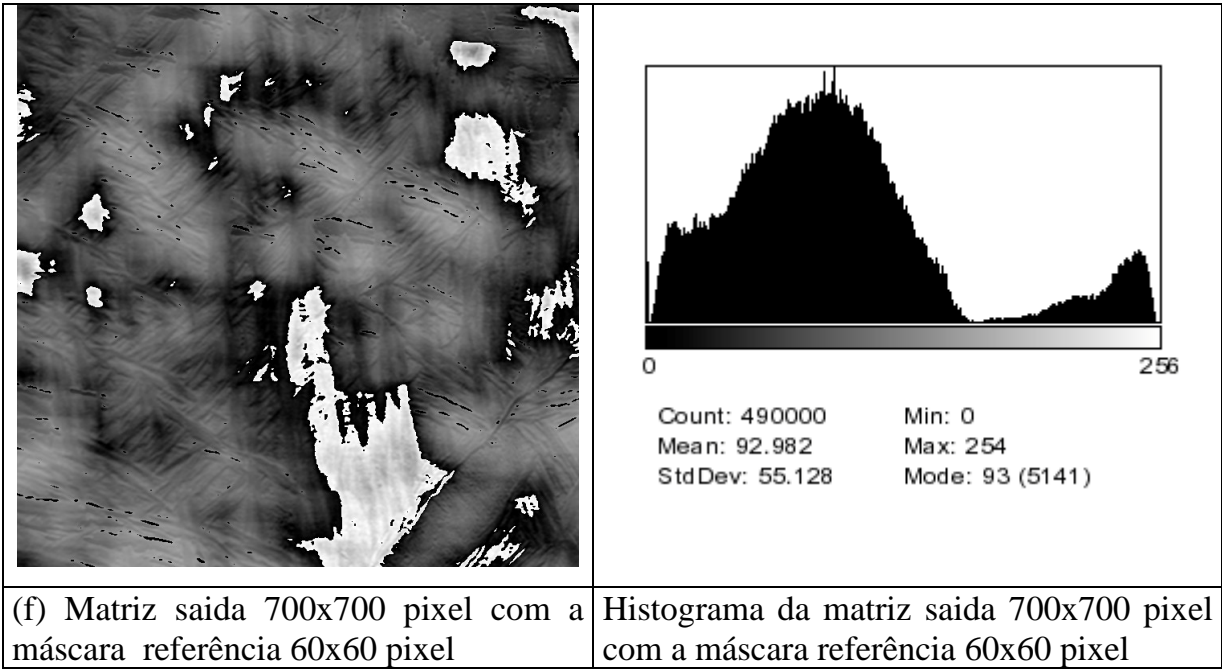 0 256
Count: 490000 Min: 0
Mean: 92.982 Max: 254
StdDev: 55.128 Mode: 93 (5141)
(f) Matriz saida 700x700 pixel com a
máscara referência 60x60 pixel
Histograma da matriz saida 700x700 pixel
com a máscara referência 60x60 pixel